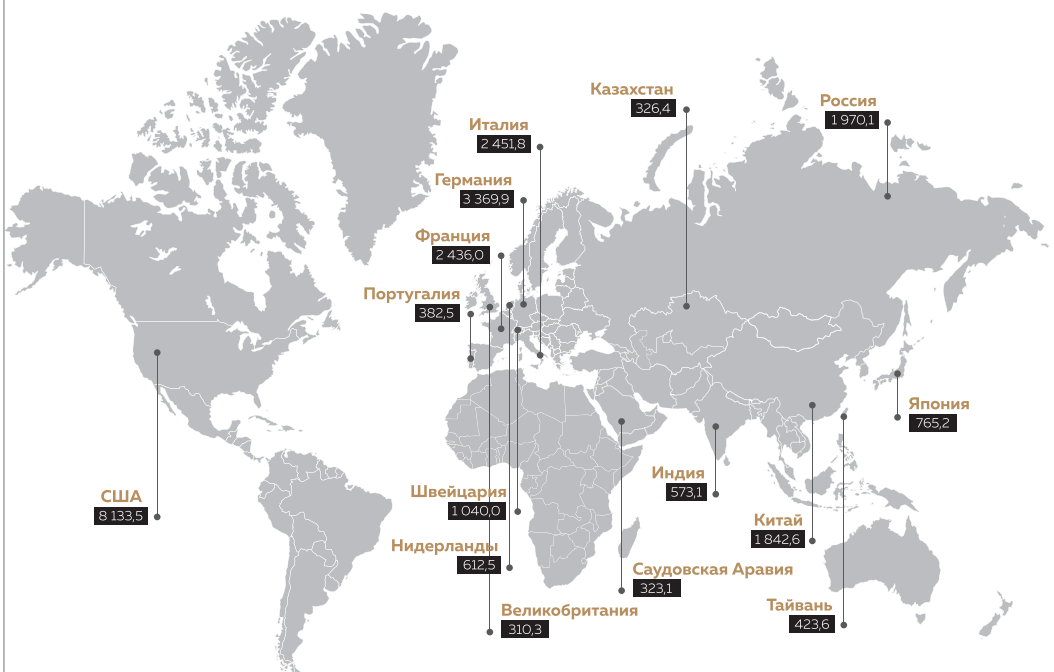 Казахстан
326,4
Россия
1 970,1
Италия
2 451,8
Германия
3 369,9
Франция
2 436,0
Португалия
382,5
Япония
765,2
Индия
573,1
США
8 133,5
Швейцария
1 040,0
Китай
1 842,6
Нидерланды
612,5
Саудовская Аравия
323,1
Великобритания
310,3
Тайвань
423,6